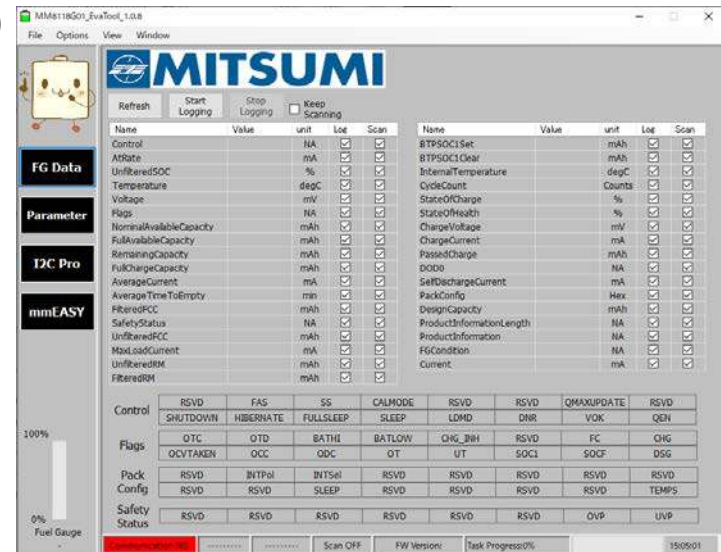 MM8118G01_EvaTool_1.0.8
File Options View Window
MITSUMI
Refresh Start Logging Stop Logging Keep Scanning
Name Value unit Log Scan Name Value unit Log Scan
Control NA BTPSOC1Set mAh
AtRate mA BTPSOC1Clear mAh
UnfilteredSOC % InternalTemperature degC
Temperature degC CycleCount Counts
Voltage mV StateOfCharge %
Flags NA StateOfHealth %
NominalAvailableCapacity mAh ChargeVoltage mV
FullAvailableCapacity mAh ChargeCurrent mA
RemainingCapacity mAh PassedCharge mAh
FullChargeCapacity mAh DOD0 NA
AverageCurrent mA SelfDischargeCurrent mA
AverageTimeToEmpty min PackConfig Hex
FilteredFCC mAh DesignCapacity mAh
SafetyStatus NA ProductInformationLength NA
UnfilteredFCC mAh ProductInformation NA
MaxLoadCurrent mA FGCondition NA
UnfilteredRM mAh Current mA
FilteredRM mAh
FG Data
Parameter
I2C Pro
mmEASY
Control RSVD FAS SS CALMODE RSVD RSVD QMAXUPDATE RSVD
SHUTDOWN HIBERNATE FULLSLEEP SLEEP LDMD DNR VOK QEN
Flags OTC OTD BATHI BATLOW CHG_INH RSVD FC CHG
OCVTAKEN OCC ODC OT UT SOC1 SOCF DSG
Pack Config RSVD INTPol INTSel RSVD RSVD RSVD RSVD RSVD
RSVD RSVD SLEEP RSVD RSVD RSVD RSVD TEMPS
Safety Status RSVD RSVD RSVD RSVD RSVD RSVD OVP UVP
100%
0%
Fuel Gauge
-
Communication NG --------- --------- Scan OFF FW Version: Task Progress:0% 15:05:01